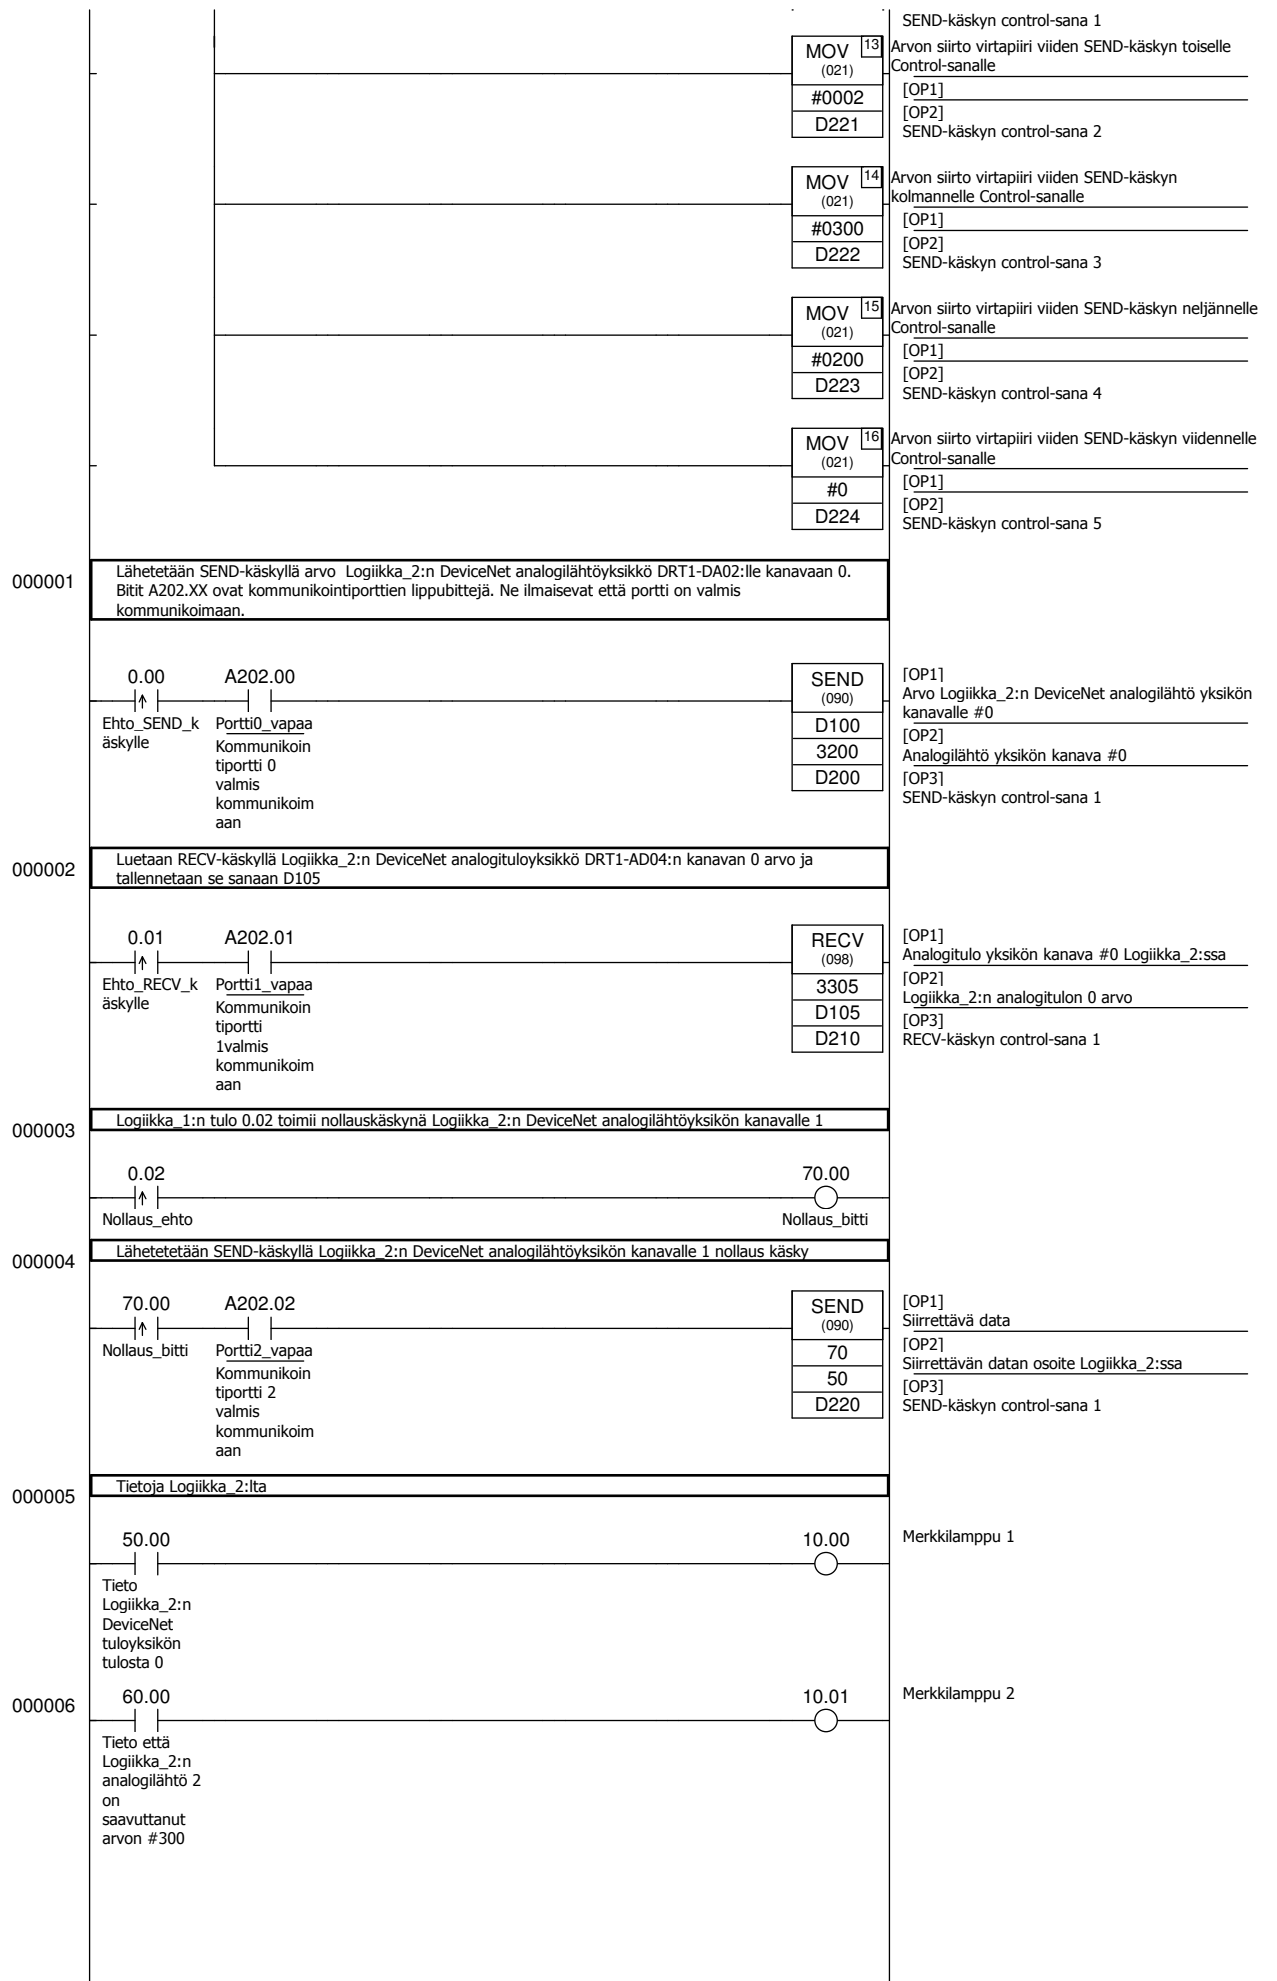 SEND-käskyn control-sana 1
MOV 13
(021)
#0002
D221
Arvon siirto virtapiiri viiden SEND-käskyn toiselle
Control-sanalle
[OP1]
[OP2]
SEND-käskyn control-sana 2
MOV 14
(021)
#0300
D222
Arvon siirto virtapiiri viiden SEND-käskyn
kolmannelle Control-sanalle
[OP1]
[OP2]
SEND-käskyn control-sana 3
MOV 15
(021)
#0200
D223
Arvon siirto virtapiiri viiden SEND-käskyn neljännelle
Control-sanalle
[OP1]
[OP2]
SEND-käskyn control-sana 4
MOV 16
(021)
#0
D224
Arvon siirto virtapiiri viiden SEND-käskyn viidennelle
Control-sanalle
[OP1]
[OP2]
SEND-käskyn control-sana 5
000001
Lähetetään SEND-käskyllä arvo  Logiikka_2:n DeviceNet analogilähtöyksikkö DRT1-DA02:lle kanavaan 0.
Bitit A202.XX ovat kommunikointiporttien lippubittejä. Ne ilmaisevat että portti on valmis
kommunikoimaan.
0.00
Ehto_SEND_k
äskylle
A202.00
Portti0_vapaa
Kommunikoin
tiportti 0
valmis
kommunikoim
aan
SEND
(090)
D100
3200
D200
[OP1]
Arvo Logiikka_2:n DeviceNet analogilähtö yksikön
kanavalle #0
[OP2]
Analogilähtö yksikön kanava #0
[OP3]
SEND-käskyn control-sana 1
000002
Luetaan RECV-käskyllä Logiikka_2:n DeviceNet analogituloyksikkö DRT1-AD04:n kanavan 0 arvo ja
tallennetaan se sanaan D105
0.01
Ehto_RECV_k
äskylle
A202.01
Portti1_vapaa
Kommunikoin
tiportti
1valmis
kommunikoim
aan
RECV
(098)
3305
D105
D210
[OP1]
Analogitulo yksikön kanava #0 Logiikka_2:ssa
[OP2]
Logiikka_2:n analogitulon 0 arvo
[OP3]
RECV-käskyn control-sana 1
000003
Logiikka_1:n tulo 0.02 toimii nollauskäskynä Logiikka_2:n DeviceNet analogilähtöyksikön kanavalle 1
0.02
Nollaus_ehto
70.00
Nollaus_bitti
000004
Lähetetetään SEND-käskyllä Logiikka_2:n DeviceNet analogilähtöyksikön kanavalle 1 nollaus käsky
70.00
Nollaus_bitti
A202.02
Portti2_vapaa
Kommunikoin
tiportti 2
valmis
kommunikoim
aan
SEND
(090)
70
50
D220
[OP1]
Siirrettävä data
[OP2]
Siirrettävän datan osoite Logiikka_2:ssa
[OP3]
SEND-käskyn control-sana 1
000005
Tietoja Logiikka_2:lta
50.00
Tieto
Logiikka_2:n
DeviceNet
tuloyksikön
tulosta 0
10.00
Merkkilamppu 1
000006
60.00
Tieto että
Logiikka_2:n
analogilähtö 2
on
saavuttanut
arvon #300
10.01
Merkkilamppu 2